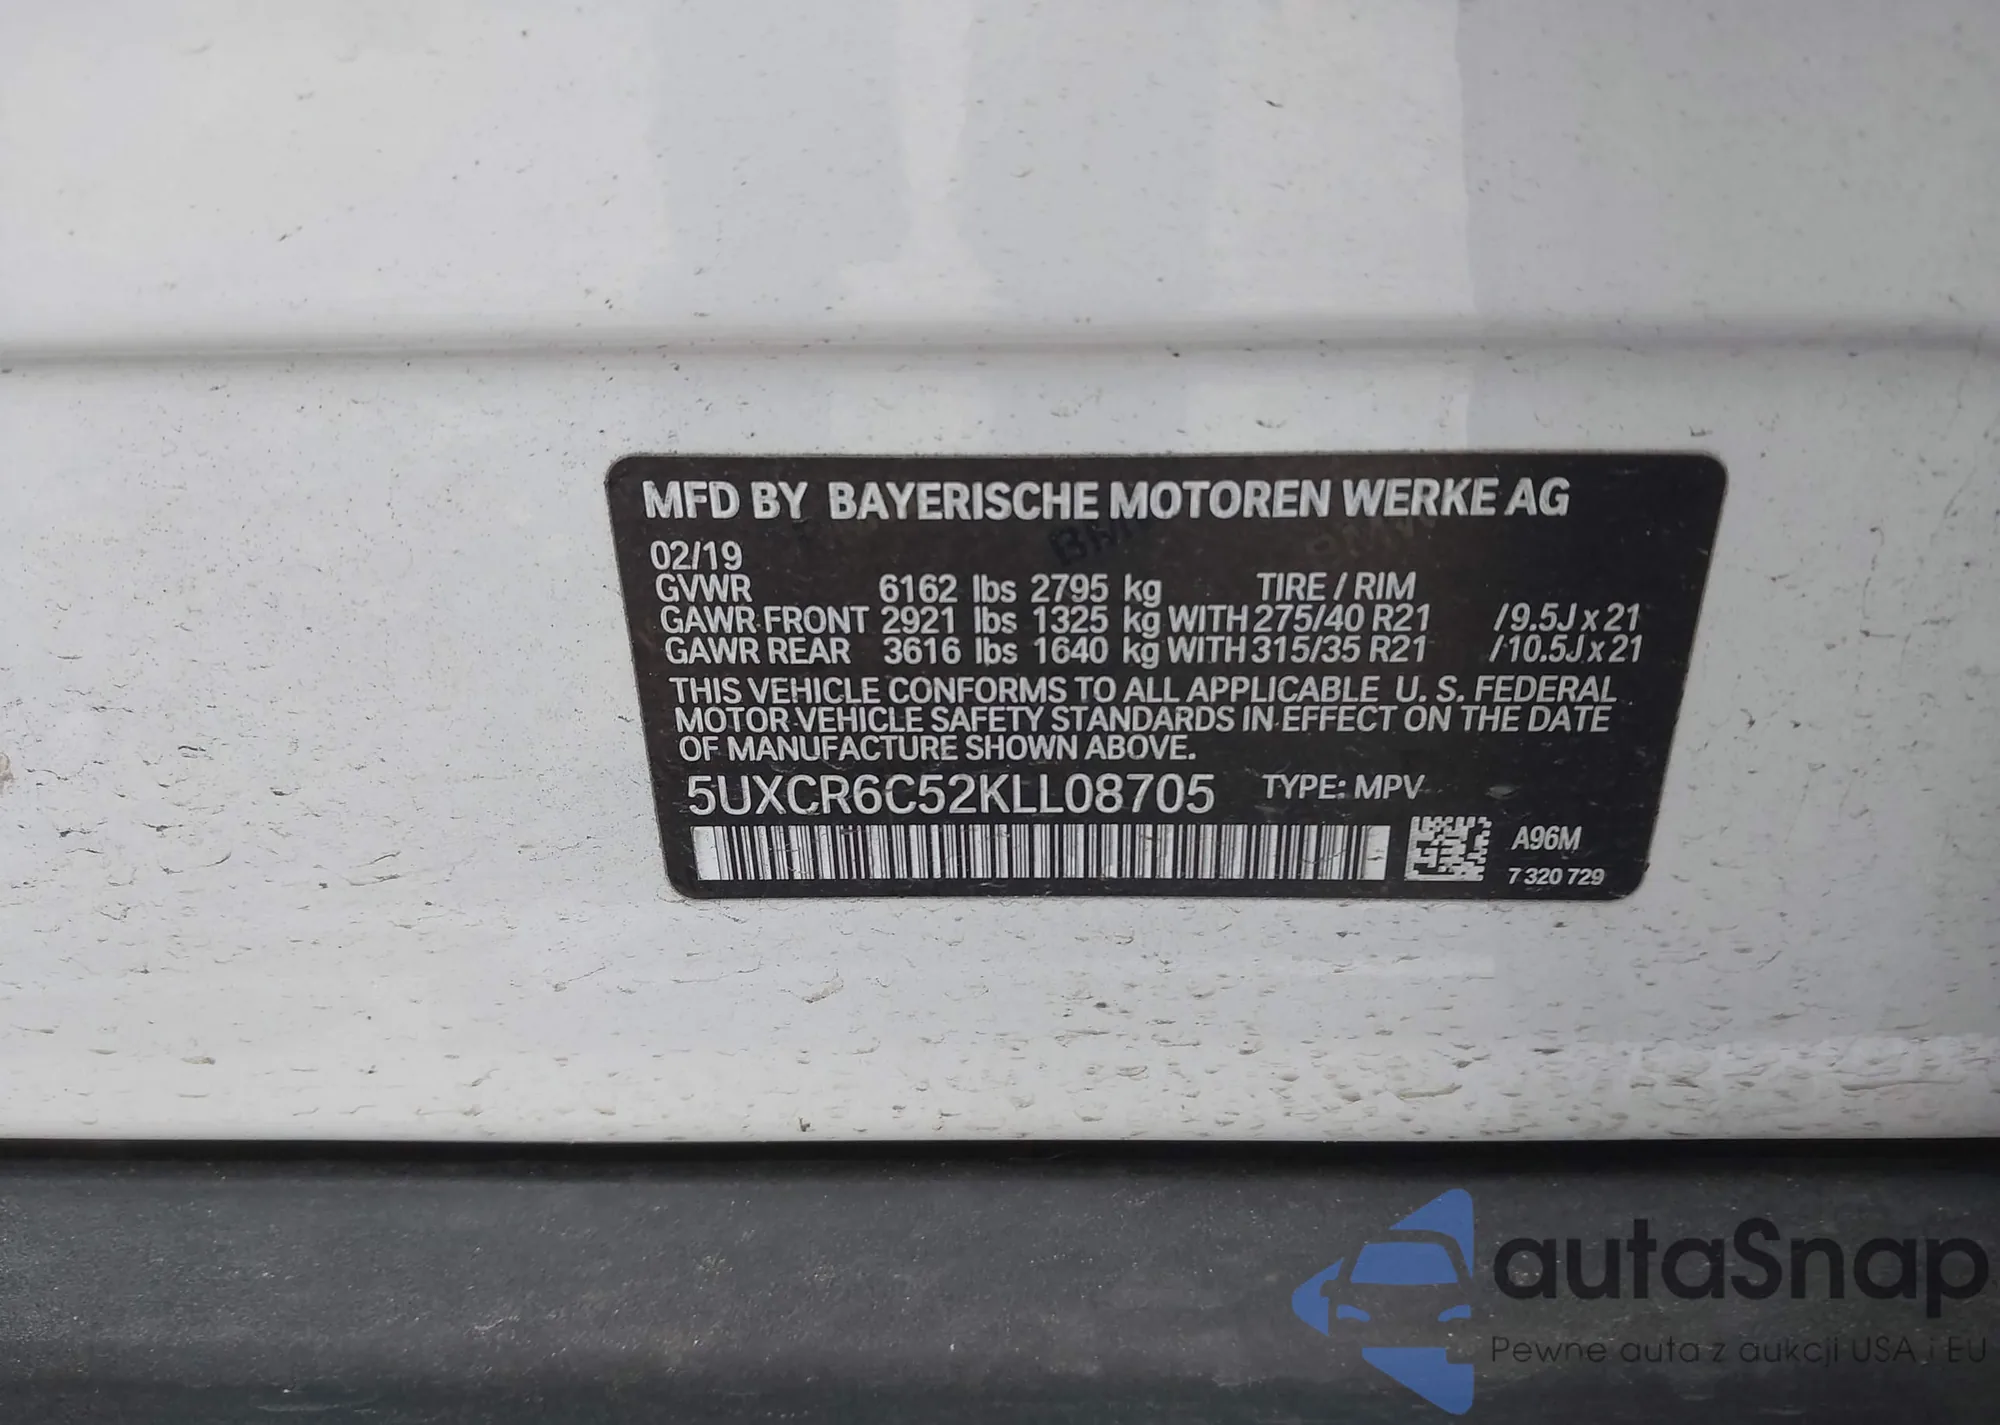 MFD BY BAYERISCHE MOTOREN WERKE AG
02/19
GVWR 6162 lbs 2795 kg TIRE / RIM
GAWR FRONT 2921 lbs 1325 kg WITH 275/40 R21 /9.5J x 21
GAWR REAR 3616 lbs 1640 kg WITH 315/35 R21 /10.5J x 21
THIS VEHICLE CONFORMS TO ALL APPLICABLE U. S. FEDERAL
MOTOR VEHICLE SAFETY STANDARDS IN EFFECT ON THE DATE
OF MANUFACTURE SHOWN ABOVE.
5UXCR6C52KLL08705 TYPE: MPV
A96M
7 320 729
autaSnap
Pewne auta z aukcji USA i EU